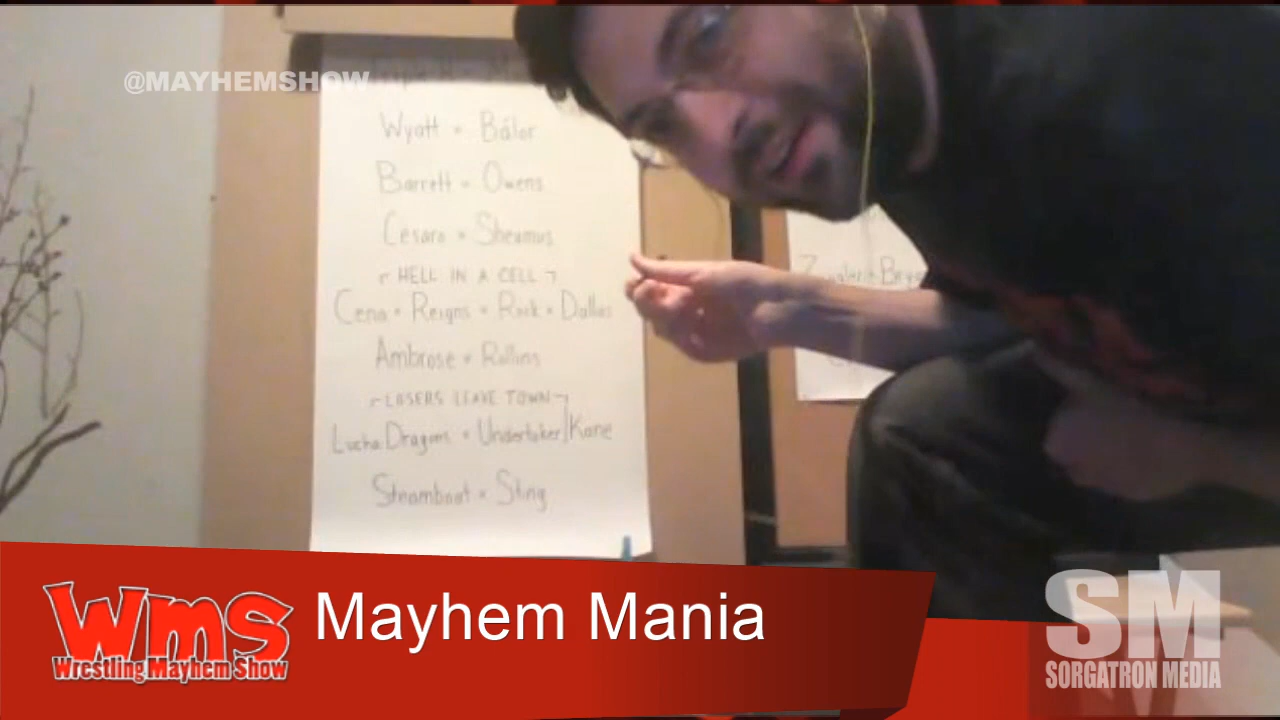 @MAYHEMSHOW
Wyatt × Bálor
Barrett × Owens
Cesaro × Sheamus
HELL IN A CELL
Cena × Reigns × Rock × Dallas
Ambrose × Rollins
LOSERS LEAVE TOWN
Lucha Dragons × Undertaker/Kane
Steamboat × Sting
Wms
Wrestling Mayhem Show
Mayhem Mania
SM
SORGATRON MEDIA